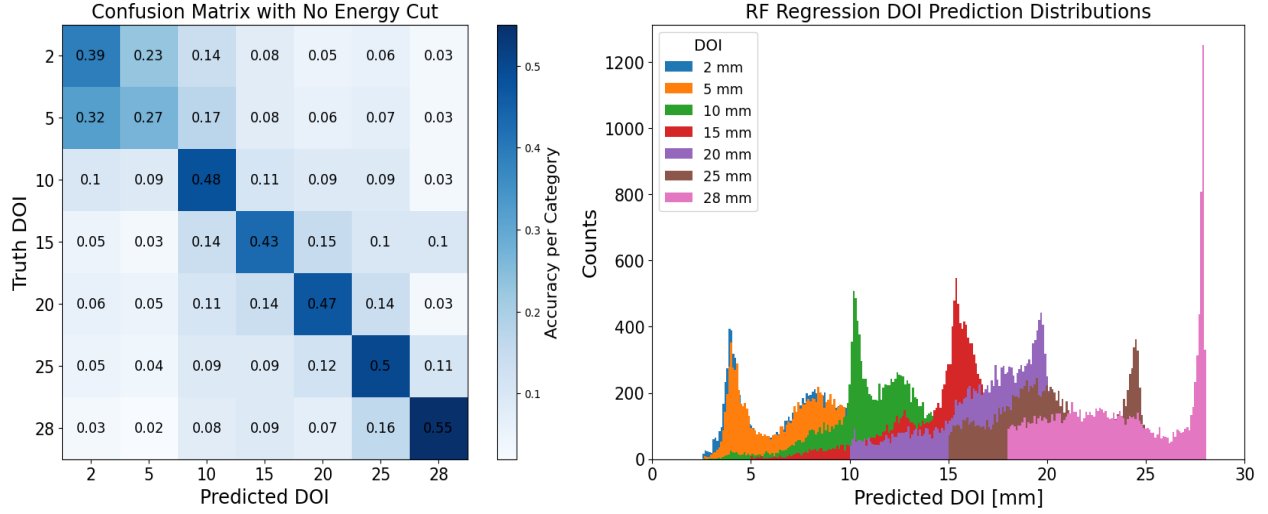 Confusion Matrix with No Energy Cut
Truth DOI
2 0.39 0.23 0.14 0.08 0.05 0.06 0.03
5 0.32 0.27 0.17 0.08 0.06 0.07 0.03
10 0.1 0.09 0.48 0.11 0.09 0.09 0.03
15 0.05 0.03 0.14 0.43 0.15 0.1 0.1
20 0.06 0.05 0.11 0.14 0.47 0.14 0.03
25 0.05 0.04 0.09 0.09 0.12 0.5 0.11
28 0.03 0.02 0.08 0.09 0.07 0.16 0.55
2 5 10 15 20 25 28
Predicted DOI
0.5
0.4
0.3
0.2
0.1
Accuracy per Category
RF Regression DOI Prediction Distributions
Counts
1200
1000
800
600
400
200
0
DOI
2 mm
5 mm
10 mm
15 mm
20 mm
25 mm
28 mm
0 5 10 15 20 25 30
Predicted DOI [mm]